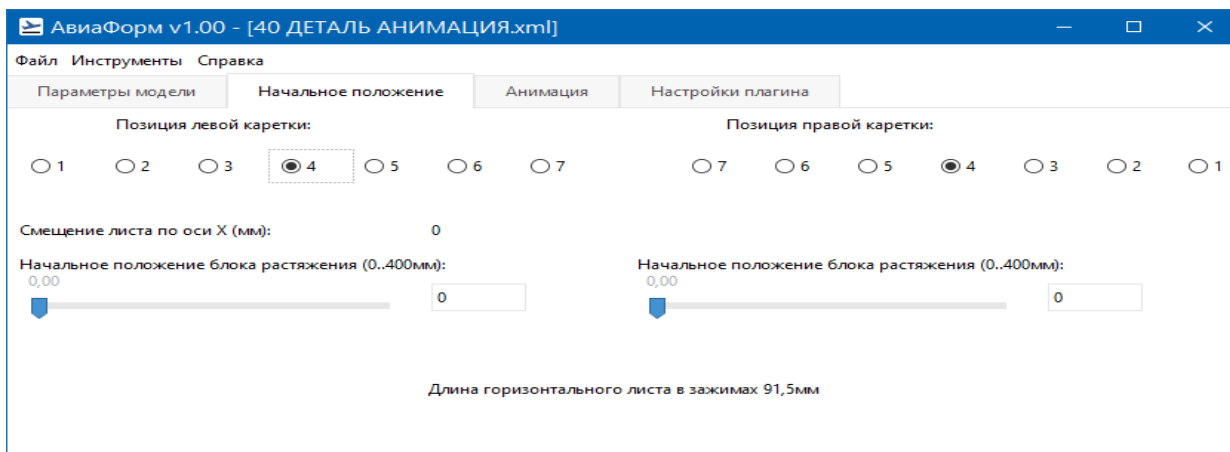 АвиаФорм v1.00 - [40 ДЕТАЛЬ АНИМАЦИЯ.xml]
Файл Инструменты Справка
Параметры модели Начальное положение Анимация Настройки плагина
Позиция левой каретки: Позиция правой каретки:
1 2 3 4 5 6 7 7 6 5 4 3 2 1
Смещение листа по оси X (мм): 0
Начальное положение блока растяжения (0..400мм): Начальное положение блока растяжения (0..400мм):
0,00 0,00
0 0
Длина горизонтального листа в зажимах 91,5мм